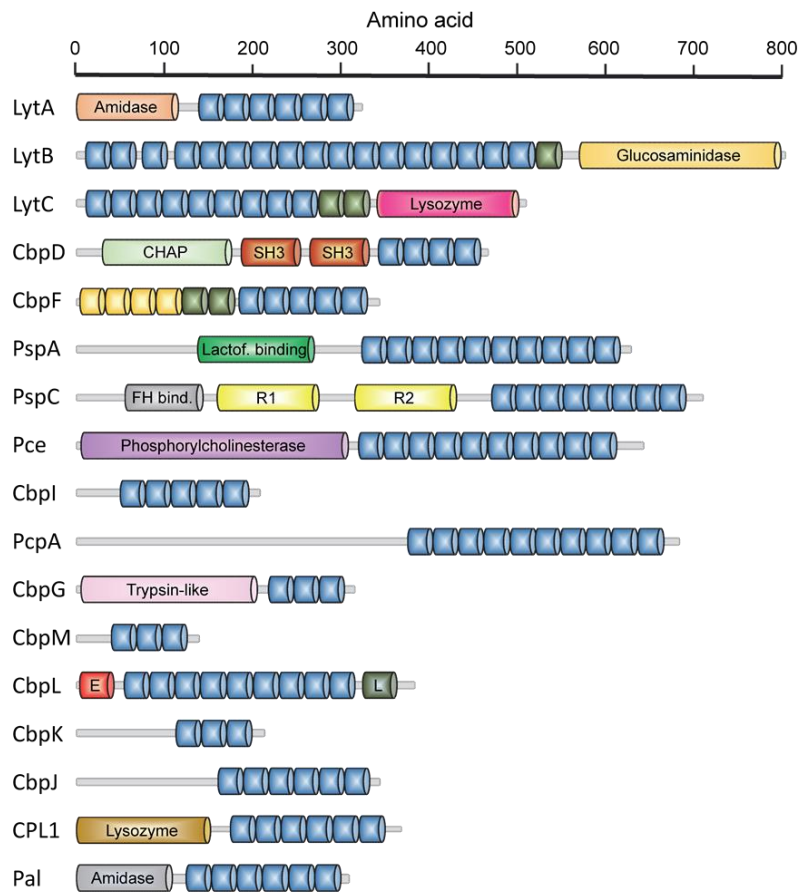 Amino acid
0 100 200 300 400 500 600 700 800
LytA Amidase
LytB Glucosaminidase
LytC Lysozyme
CbpD CHAP SH3 SH3
CbpF
PspA Lactof. binding
PspC FH bind. R1 R2
Pce Phosphorylcholinesterase
CbpI
PcpA
CbpG Trypsin-like
CbpM
CbpL E L
CbpK
CbpJ
CPL1 Lysozyme
Pal Amidase